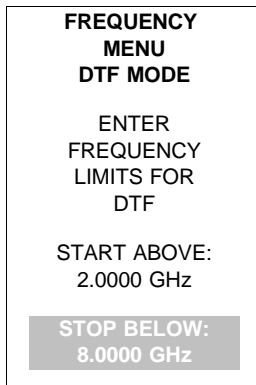 FREQUENCY
MENU
DTF MODE
ENTER
FREQUENCY
LIMITS FOR
DTF
START ABOVE:
2.0000 GHz
STOP BELOW:
8.0000 GHz